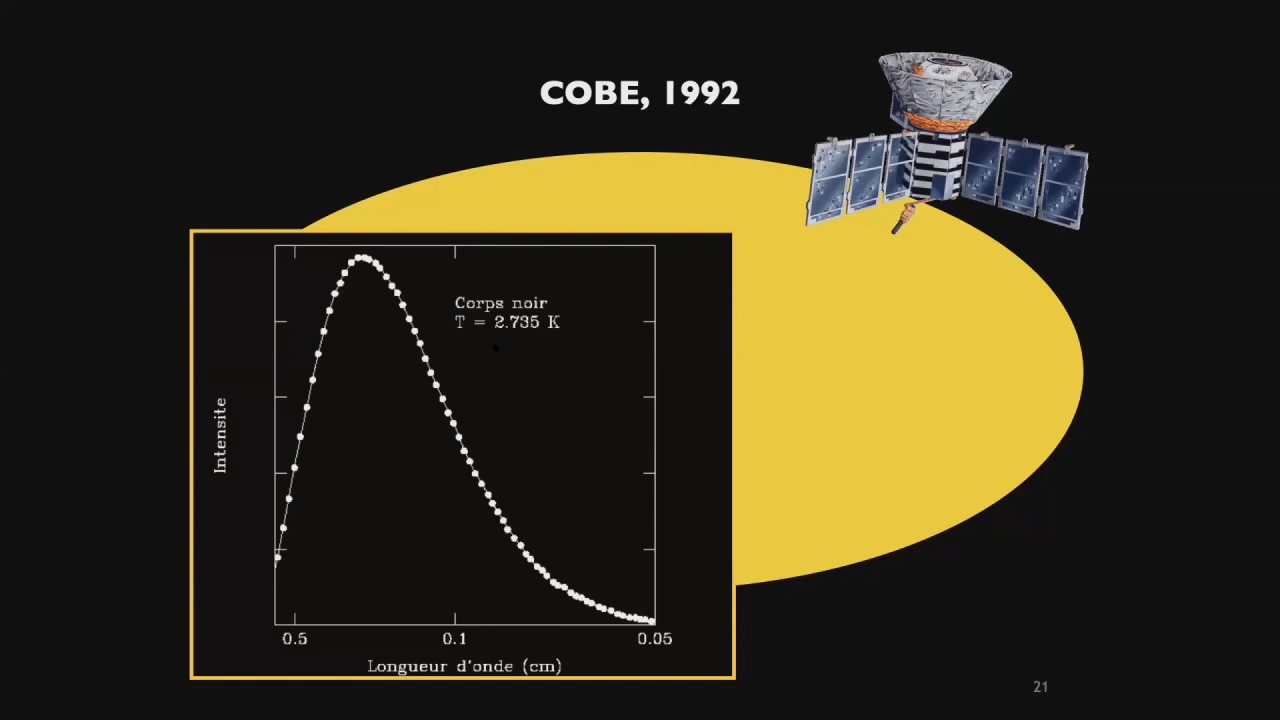 COBE, 1992
Corps noir
T = 2.735 K
Intensite
0.5
0.1
0.05
Longueur d'onde (cm)
21